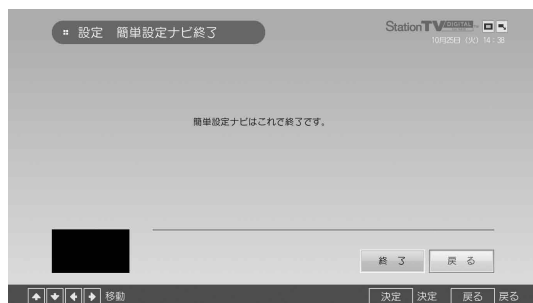 設定 簡単設定ナビ終了
StationTV DIGITAL
10月25日 (火) 14:38
簡単設定ナビはこれで終了です。
終了
戻る
移動
決定 決定 戻る 戻る